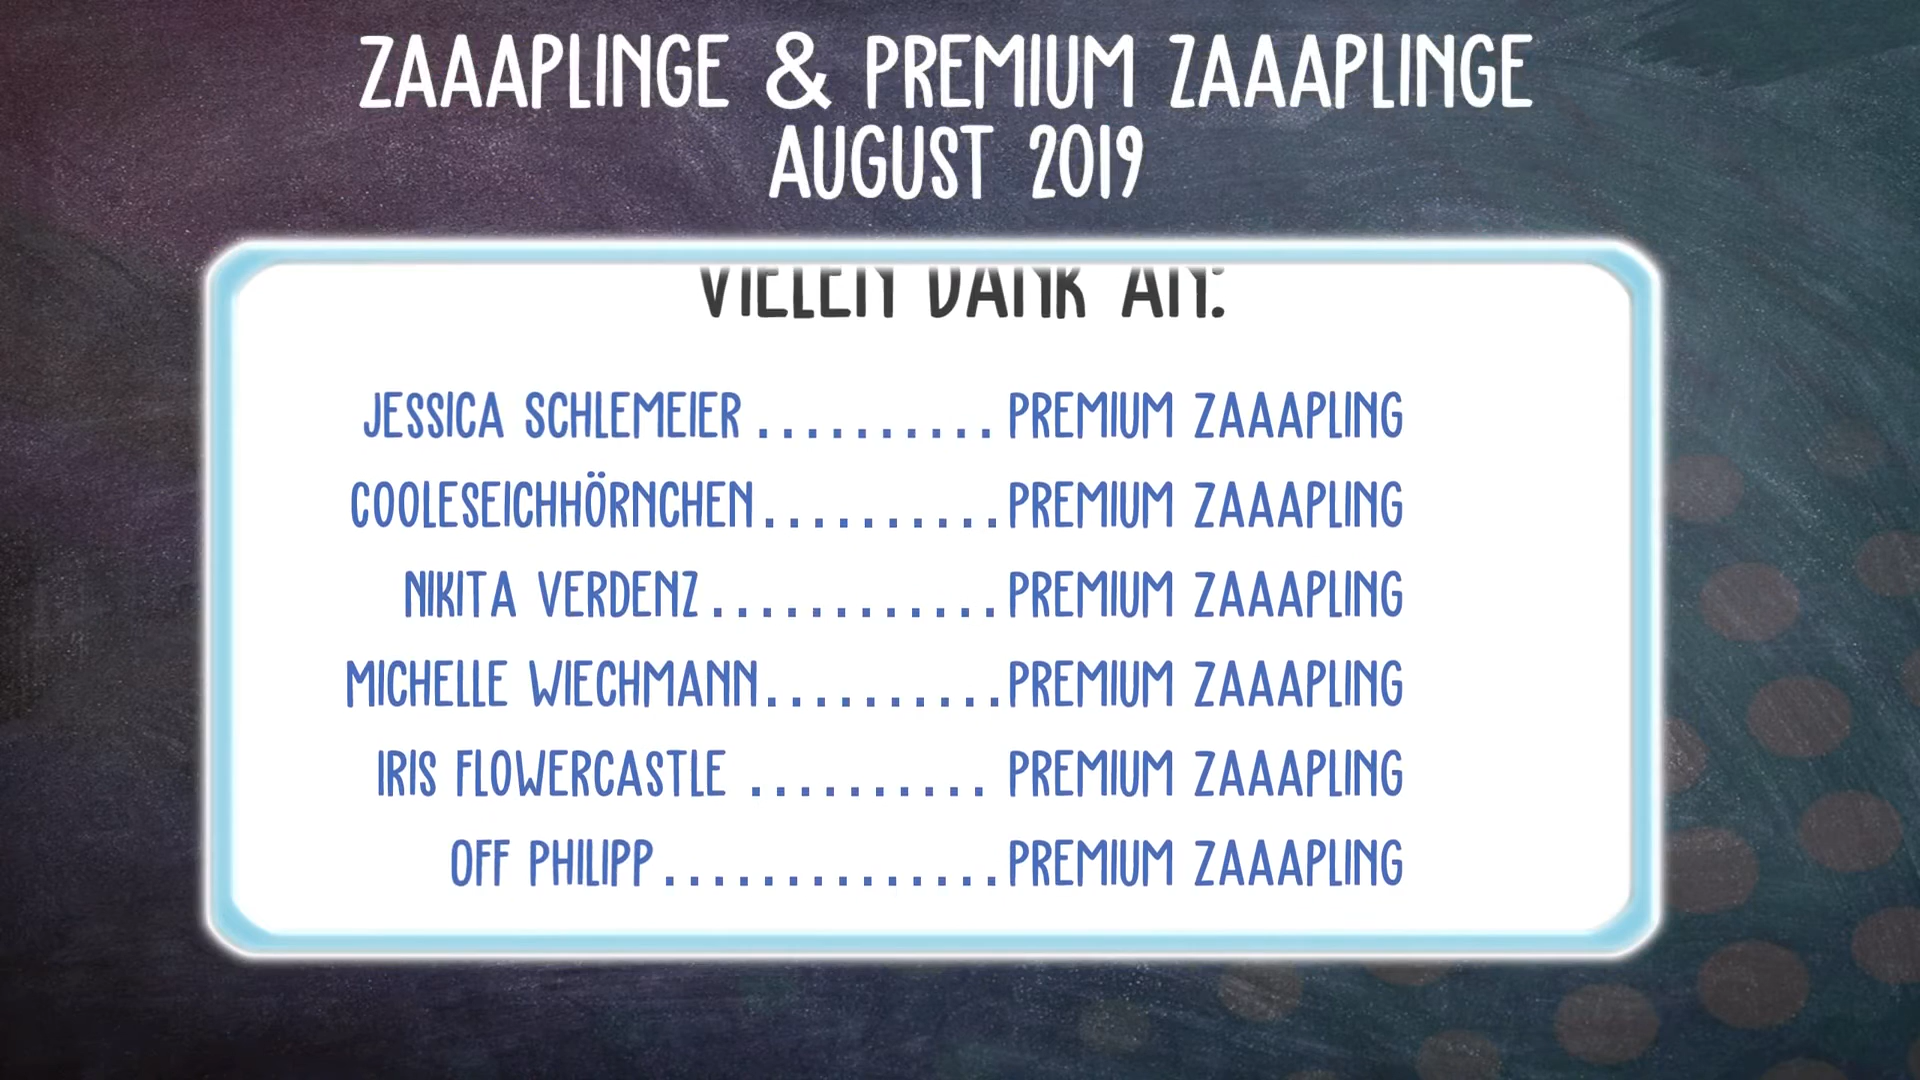 ZAAAPLINGE & PREMIUM ZAAAPLINGE
AUGUST 2019
VIELEN DANK AN:
JESSICA SCHLEMEIER .......... PREMIUM ZAAAPLING
COOLESEICHHÖRNCHEN..........PREMIUM ZAAAPLING
NIKITA VERDENZ............PREMIUM ZAAAPLING
MICHELLE WIECHMANN..........PREMIUM ZAAAPLING
IRIS FLOWERCASTLE .......... PREMIUM ZAAAPLING
OFF PHILIPP..............PREMIUM ZAAAPLING